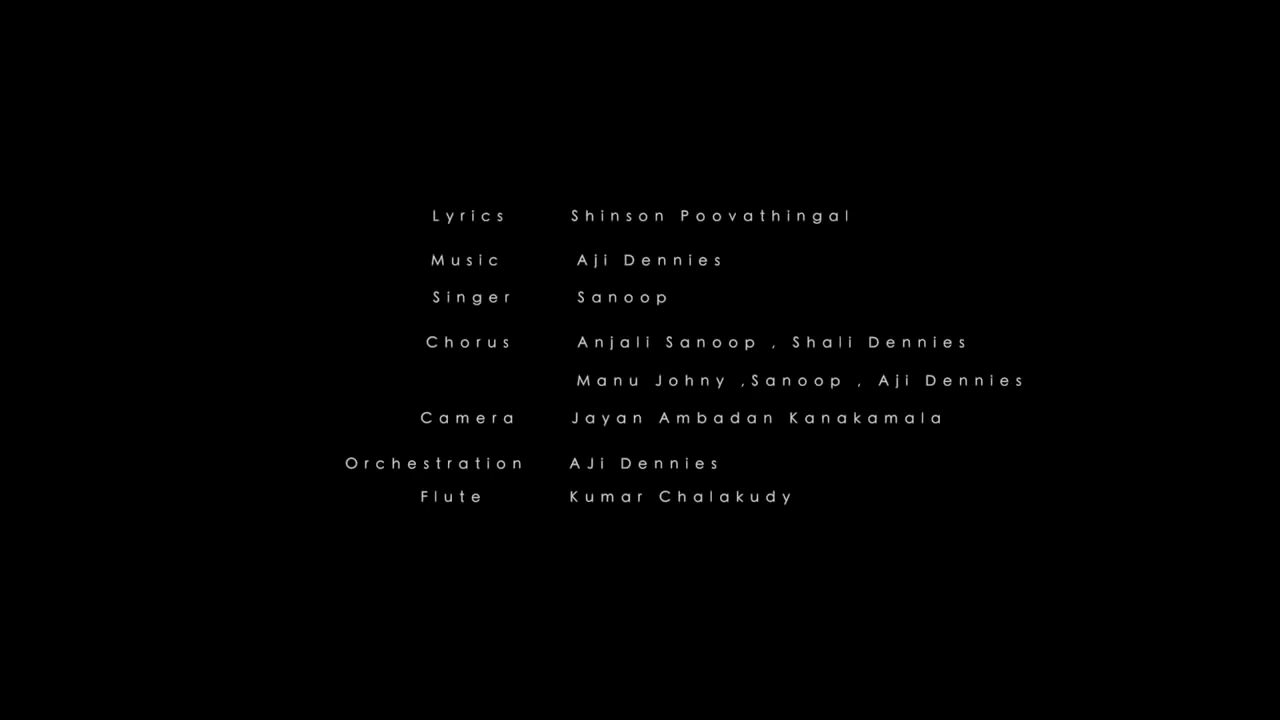 Lyrics Shinson Poovathingal
Music Aji Dennies
Singer Sanoop
Chorus Anjali Sanoop , Shali Dennies
Manu Johny ,Sanoop , Aji Dennies
Camera Jayan Ambadan Kanakamala
Orchestration AJi Dennies
Flute Kumar Chalakudy